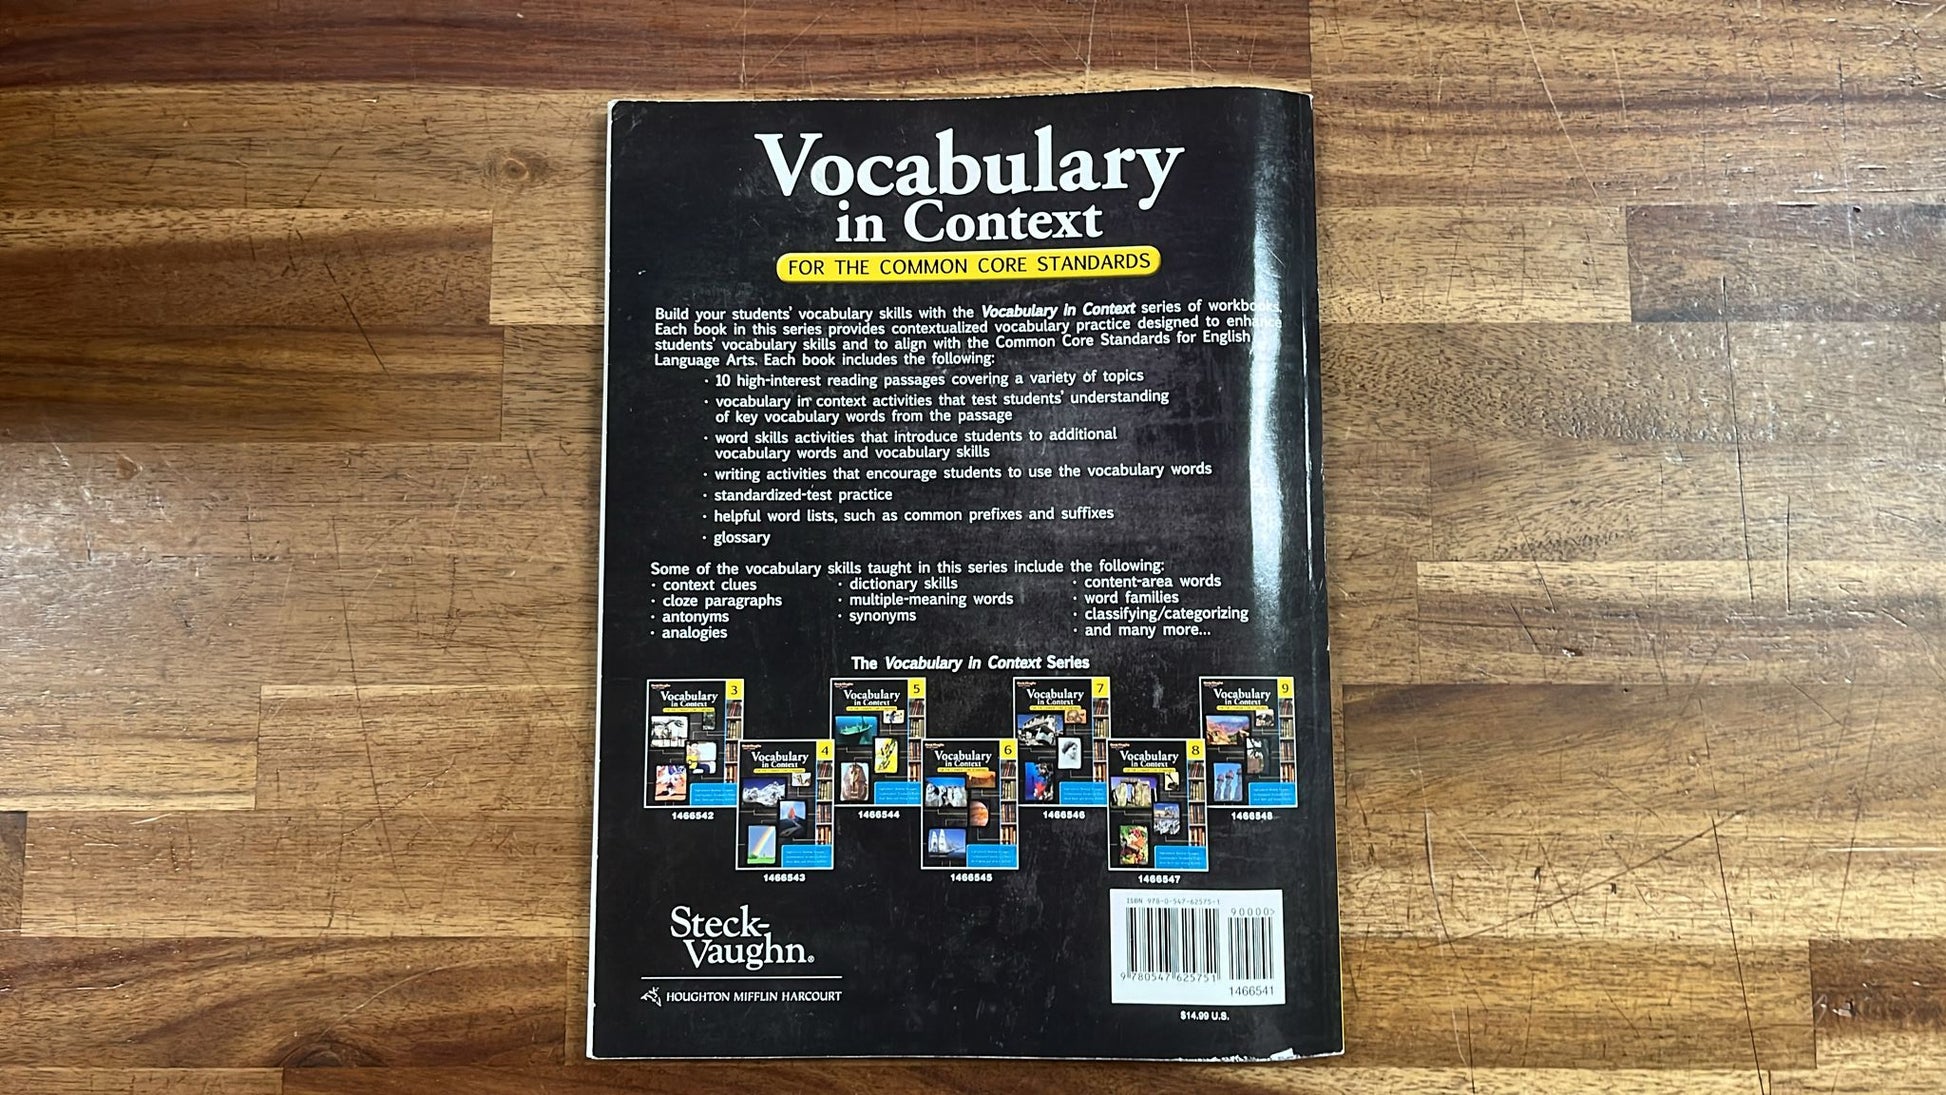 Vocabulary
in Context
FOR THE COMMON CORE STANDARDS
Build your students' vocabulary skills with the Vocabulary in Context series of workbooks.
Each book in this series provides contextualized vocabulary practice designed to enhance
students' vocabulary skills and to align with the Common Core Standards for English
Language Arts. Each book includes the following:
· 10 high-interest reading passages covering a variety of topics
· vocabulary in context activities that test students' understanding
of key vocabulary words from the passage
· word skills activities that introduce students to additional
vocabulary words and vocabulary skills
· writing activities that encourage students to use the vocabulary words
· standardized-test practice
· helpful word lists, such as common prefixes and suffixes
· glossary
Some of the vocabulary skills taught in this series include the following:
· context clues
· cloze paragraphs
· antonyms
· analogies
· dictionary skills
· multiple-meaning words
· synonyms
· content-area words
· word families
· classifying/categorizing
· and many more...
The Vocabulary in Context Series
3
Vocabulary
in Context
1466542
4
Vocabulary
in Context
1466543
5
Vocabulary
in Context
1466544
6
Vocabulary
in Context
1466545
7
Vocabulary
in Context
1466546
8
Vocabulary
in Context
1466547
9
Vocabulary
in Context
1466548
Steck-
Vaughn®
HOUGHTON MIFFLIN HARCOURT
ISBN 978-0-547-62575-1
90000>
9 780547 625751
1466541
$14.99 U.S.